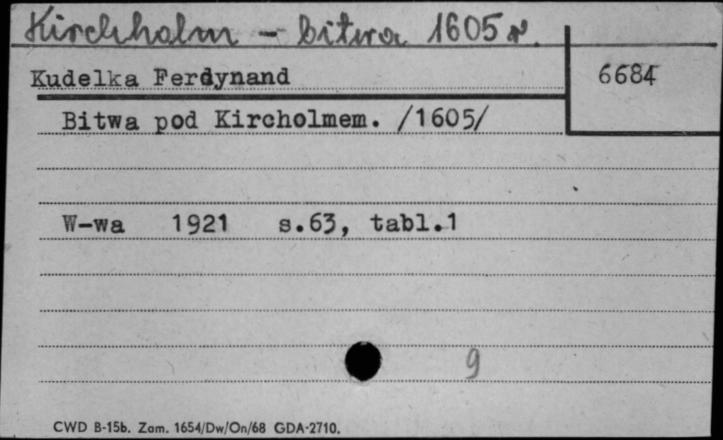 Kirchholm - bitwa 1605 r.
Kudelka Ferdynand
6684
Bitwa pod Kircholmem. /1605/
W-wa 1921 s.63, tabl.1
9
CWD B-15b. Zam. 1654/Dw/On/68 GDA-2710.